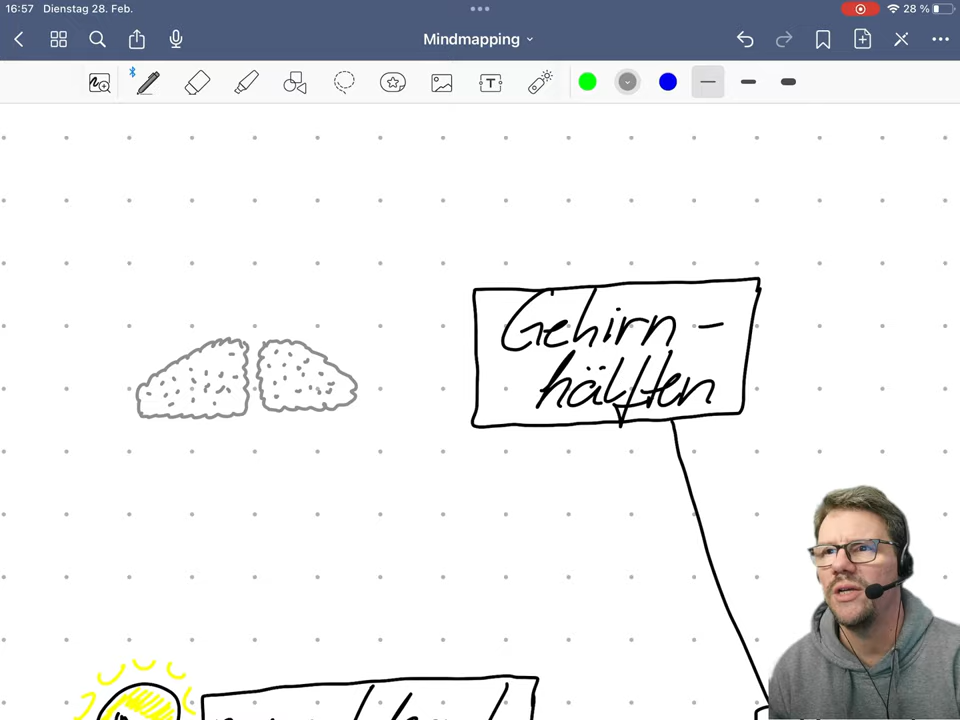 16:57 Dienstag 28. Feb.
28 %
Mindmapping
T
Gehirn-
hälften